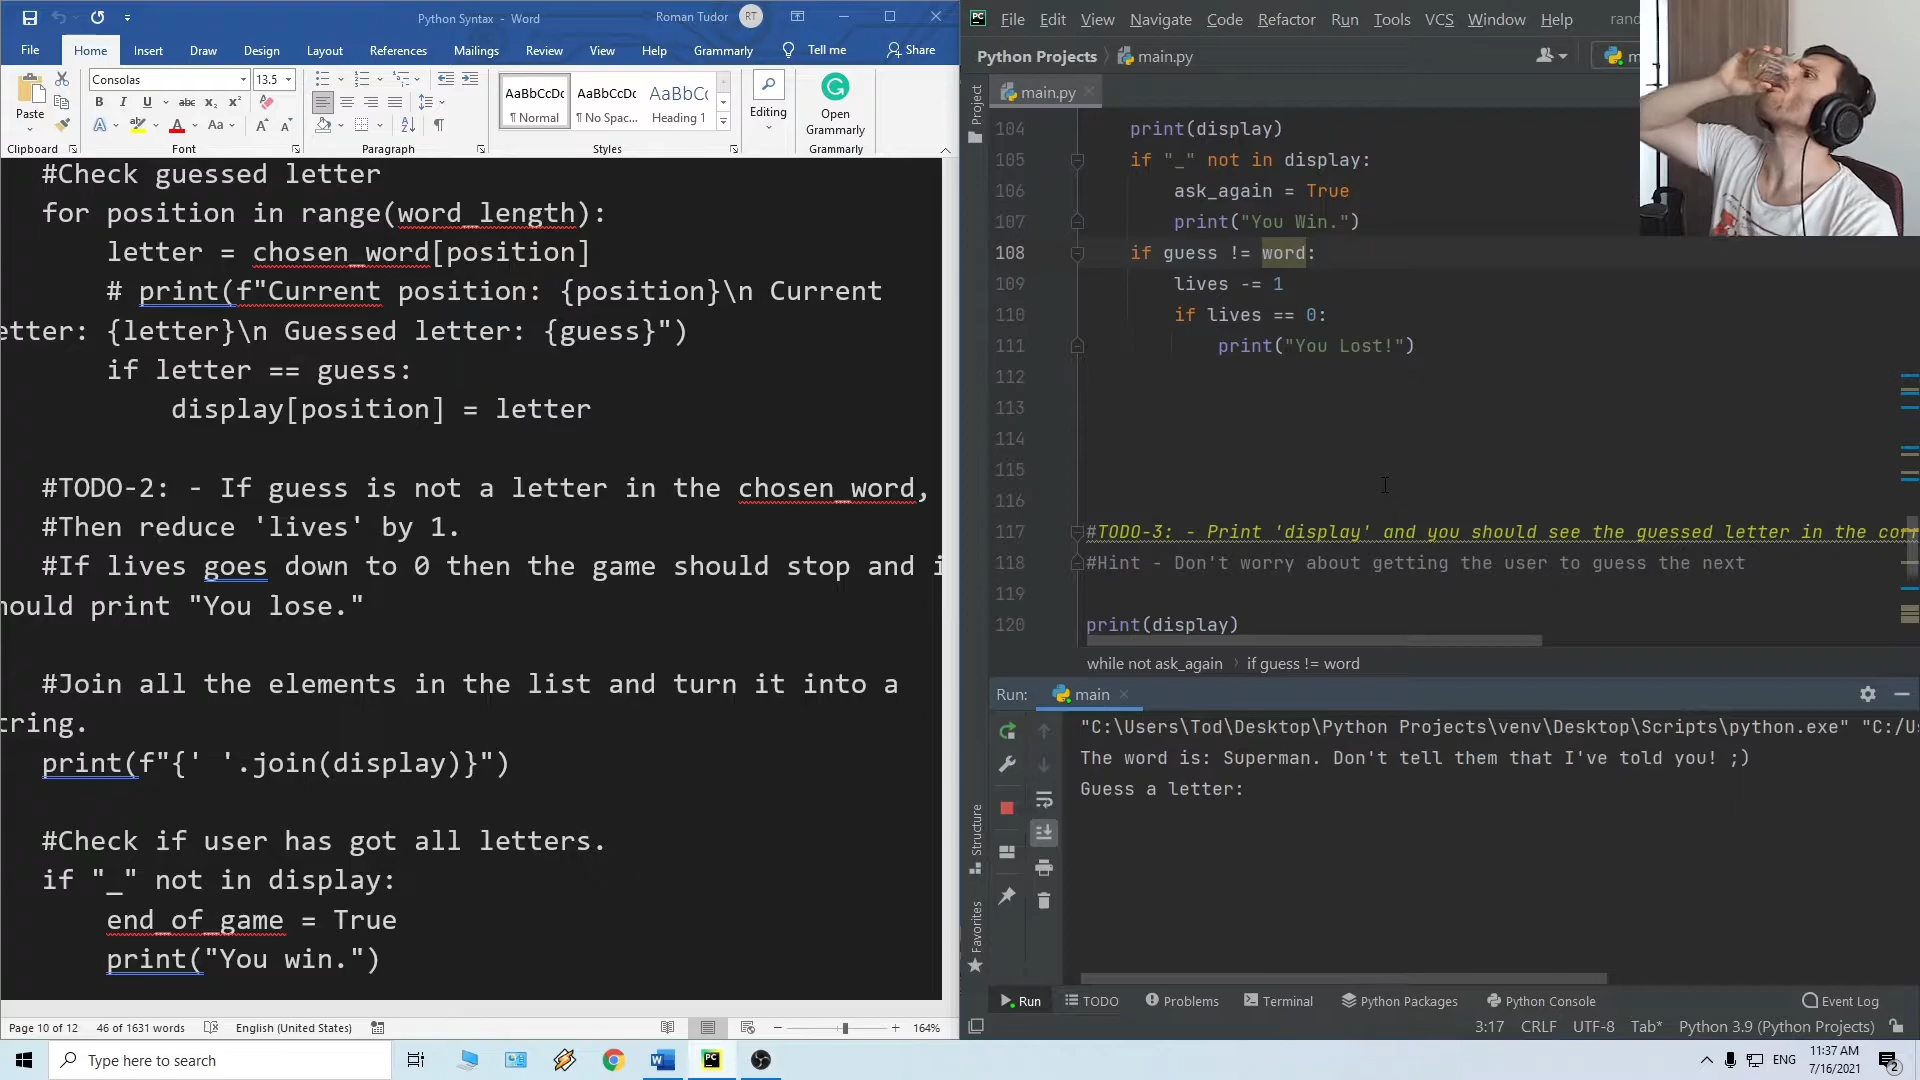 Python Syntax - Word
Roman Tudor
RT
File Home Insert Draw Design Layout References Mailings Review View Help Grammarly Tell me Share
Paste
Clipboard
Consolas
13.5
Font
Paragraph
AaBbCcDc
¶ Normal
AaBbCcDc
¶ No Spac...
AaBbCc
Heading 1
Styles
Editing
Open
Grammarly
Grammarly
#Check guessed letter
for position in range(word_length):
letter = chosen_word[position]
# print(f"Current position: {position}\n Current
etter: {letter}\n Guessed letter: {guess}")
if letter == guess:
display[position] = letter
#TODO-2: - If guess is not a letter in the chosen_word,
#Then reduce 'lives' by 1.
#If lives goes down to 0 then the game should stop and i
hould print "You lose."
#Join all the elements in the list and turn it into a
tring.
print(f"{' '.join(display)}")
#Check if user has got all letters.
if "_" not in display:
end_of_game = True
print("You win.")
Page 10 of 12 46 of 1631 words English (United States) 164%
PC File Edit View Navigate Code Refactor Run Tools VCS Window Help rand
Python Projects main.py m
Project
main.py
104 print(display)
105 if "_" not in display:
106 ask_again = True
107 print("You Win.")
108 if guess != word:
109 lives -= 1
110 if lives == 0:
111 print("You Lost!")
112
113
114
115
116
117 #TODO-3: - Print 'display' and you should see the guessed letter in the corr
118 #Hint - Don't worry about getting the user to guess the next
119
120 print(display)
while not ask_again › if guess != word
Run: main
"C:\Users\Tod\Desktop\Python Projects\venv\Desktop\Scripts\python.exe" "C:/U
The word is: Superman. Don't tell them that I've told you! ;)
Guess a letter:
Structure
Favorites
Run TODO Problems Terminal Python Packages Python Console Event Log
3:17 CRLF UTF-8 Tab* Python 3.9 (Python Projects)
Type here to search
ENG
11:37 AM
7/16/2021
2